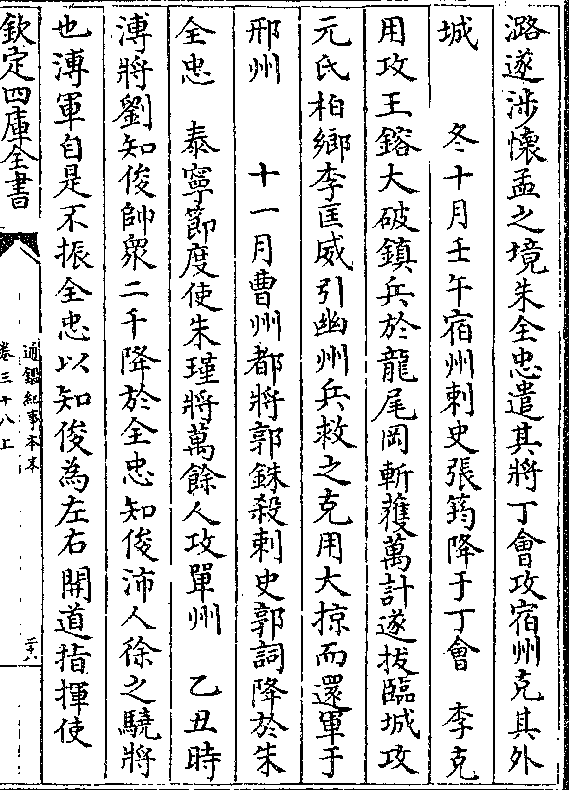 潞遂涉懷孟之境朱全忠遣其將丁會攻宿州克其外
城　冬十月壬午宿州刺史張筠降于丁會　李克
用攻王鎔大破鎮兵於龍尾岡斬獲萬計遂拔臨城攻
元氏柏鄉李匡威引幽州兵救之克用大掠而還軍于
邢州　十一月曹州都將郭銖殺刺史郭詞降於朱
全忠　泰寧節度使朱瑾將萬餘人攻單州　乙丑時
溥將劉知俊帥衆二千降於全忠知俊沛人徐之驍將
也溥軍自是不振全忠以知俊為左右開道指揮使
欽定四庫全書
通鑑紀事本末
卷三十八上